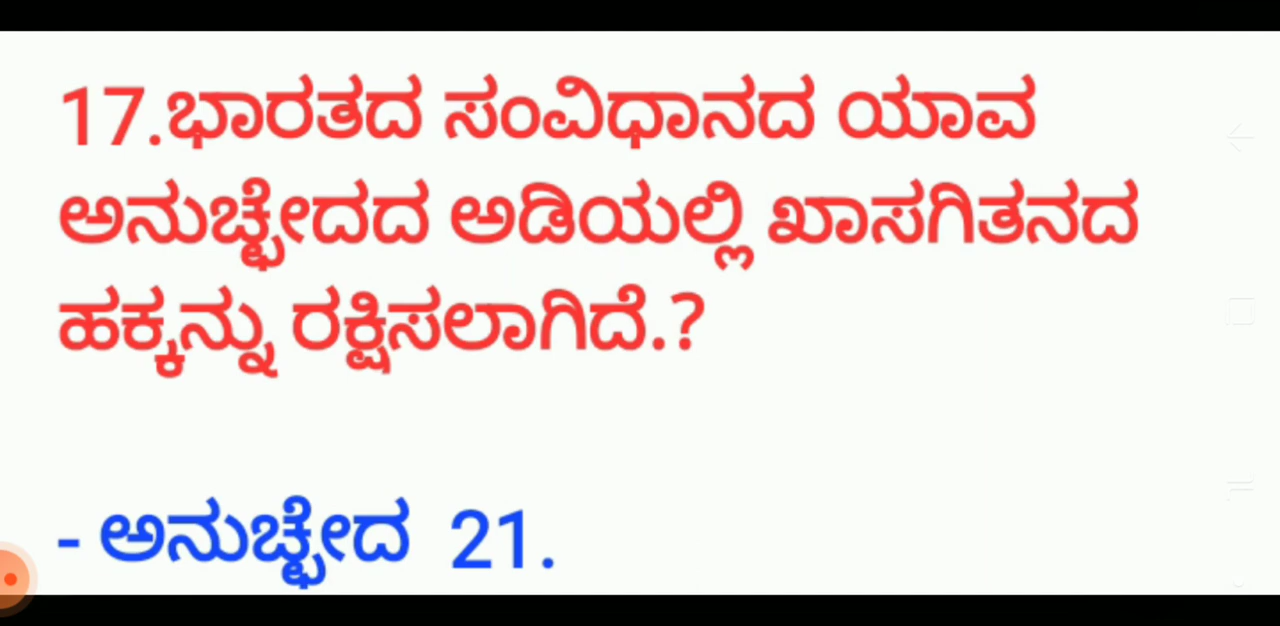 17.ಭಾರತದ ಸಂವಿಧಾನದ ಯಾವ
ಅನುಚ್ಛೇದದ ಅಡಿಯಲ್ಲಿ ಖಾಸಗಿತನದ
ಹಕ್ಕನ್ನು ರಕ್ಷಿಸಲಾಗಿದೆ.?
- ಅನುಚ್ಛೇದ 21.